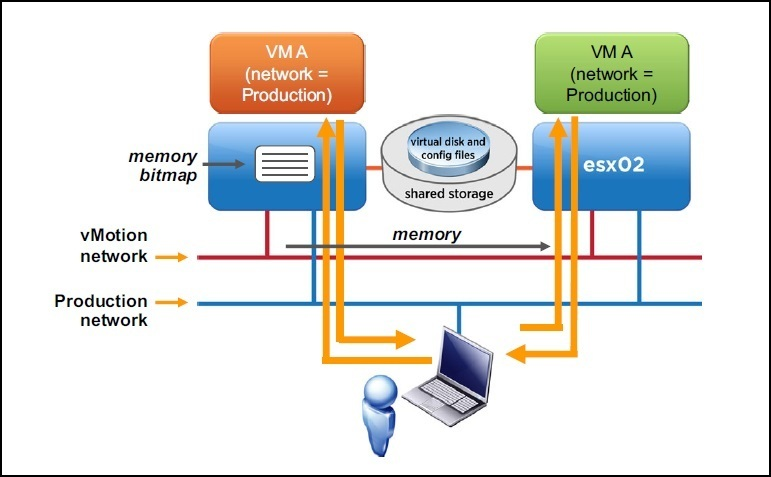 VM A
(network =
Production)
VM A
(network =
Production)
memory
bitmap
virtual disk and
config files
shared storage
esx02
vMotion
network
memory
Production
network